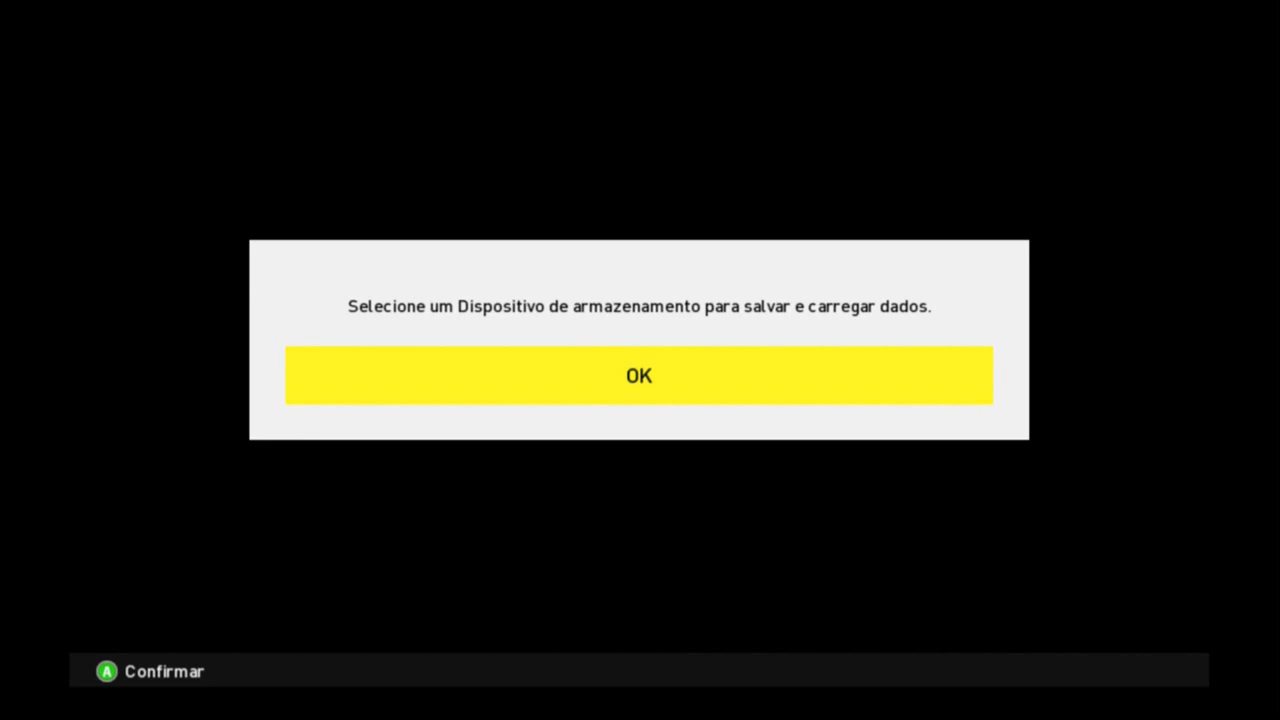 Selecione um Dispositivo de armazenamento para salvar e carregar dados.
OK
A Confirmar